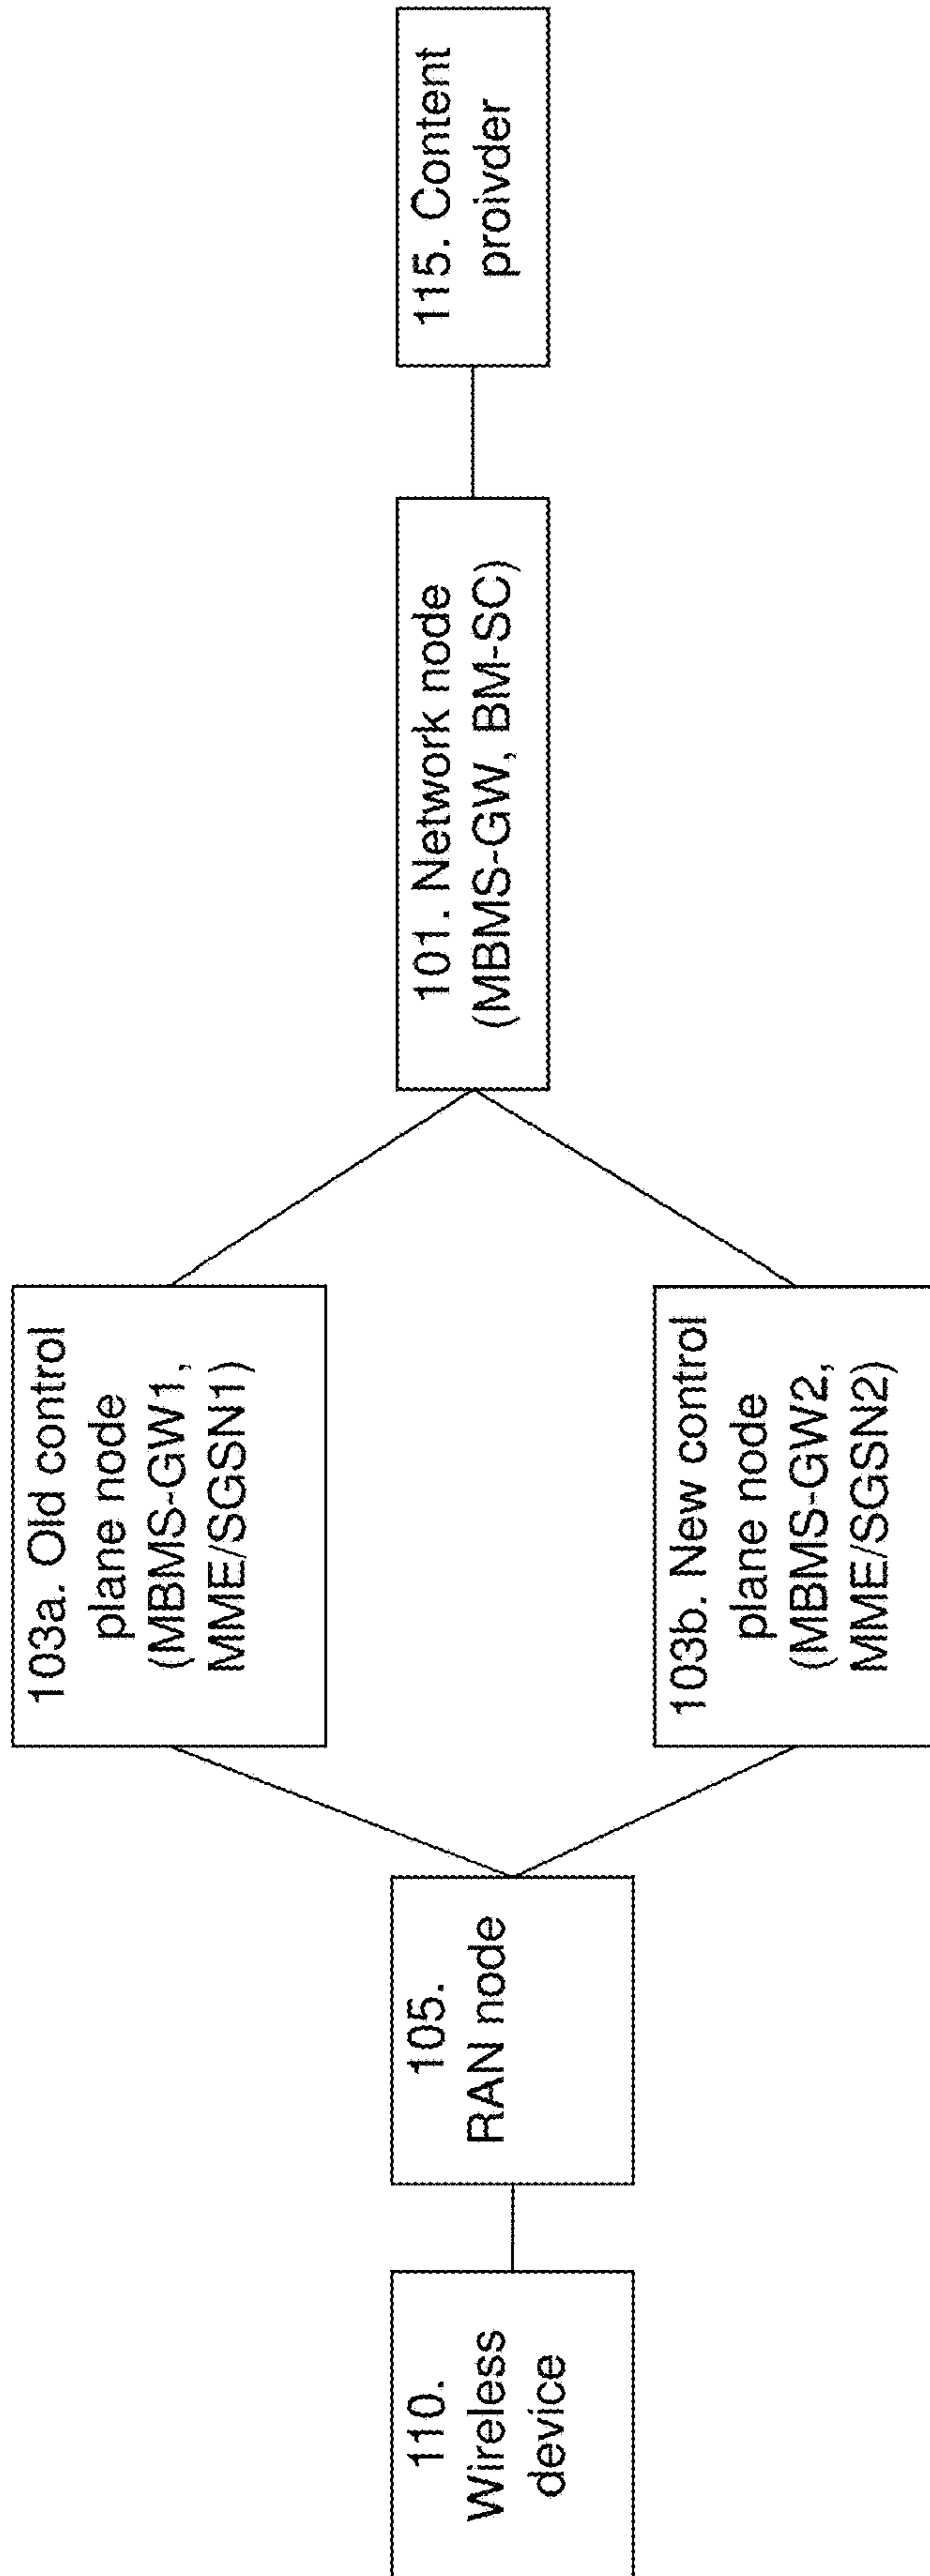 110.
Wireless
device
105.
RAN node
103a. Old control
plane node
(MBMS-GW1,
MME/SGSN1)
103b. New control
plane node
(MBMS-GW2,
MME/SGSN2)
101. Network node
(MBMS-GW, BM-SC)
115. Content
proivder